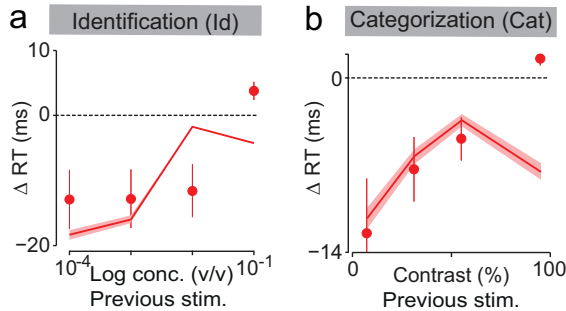 a
Identification (Id)
10
0
−20
Δ RT (ms)
10⁻⁴
10⁻¹
Log conc. (v/v)
Previous stim.
b
Categorization (Cat)
0
−14
Δ RT (ms)
0
100
Contrast (%)
Previous stim.